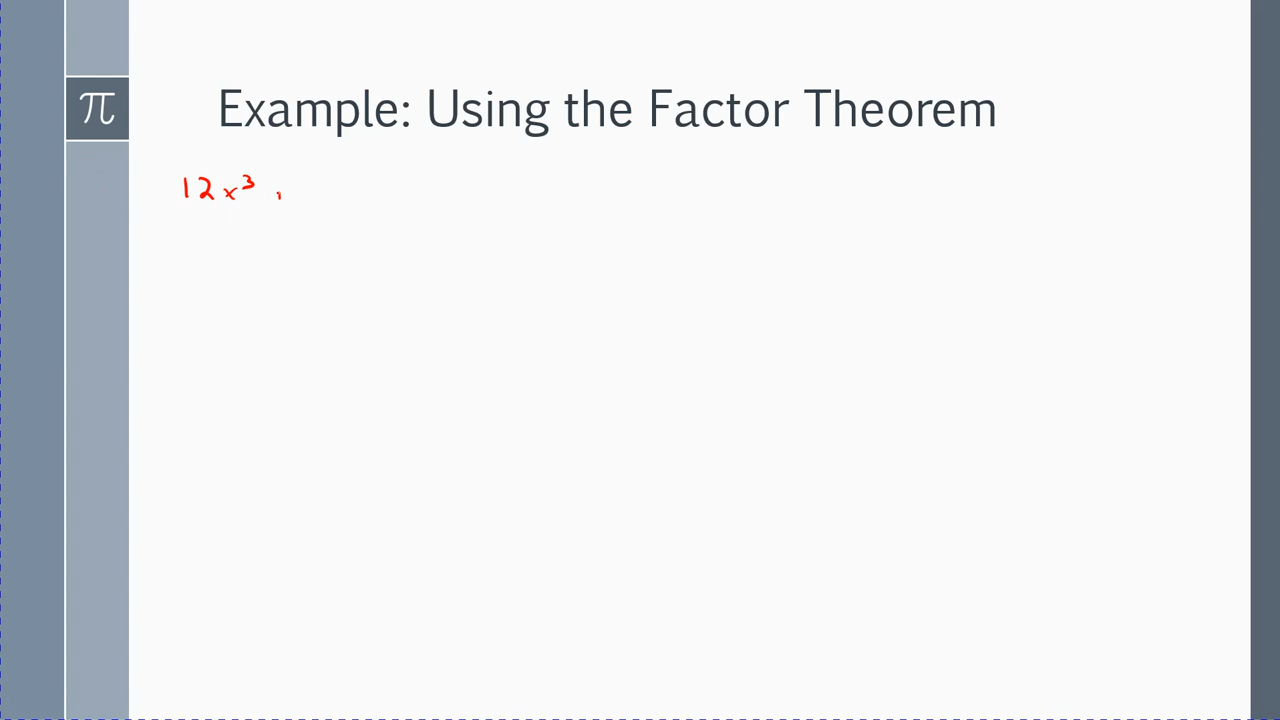 π
Example: Using the Factor Theorem
12x³